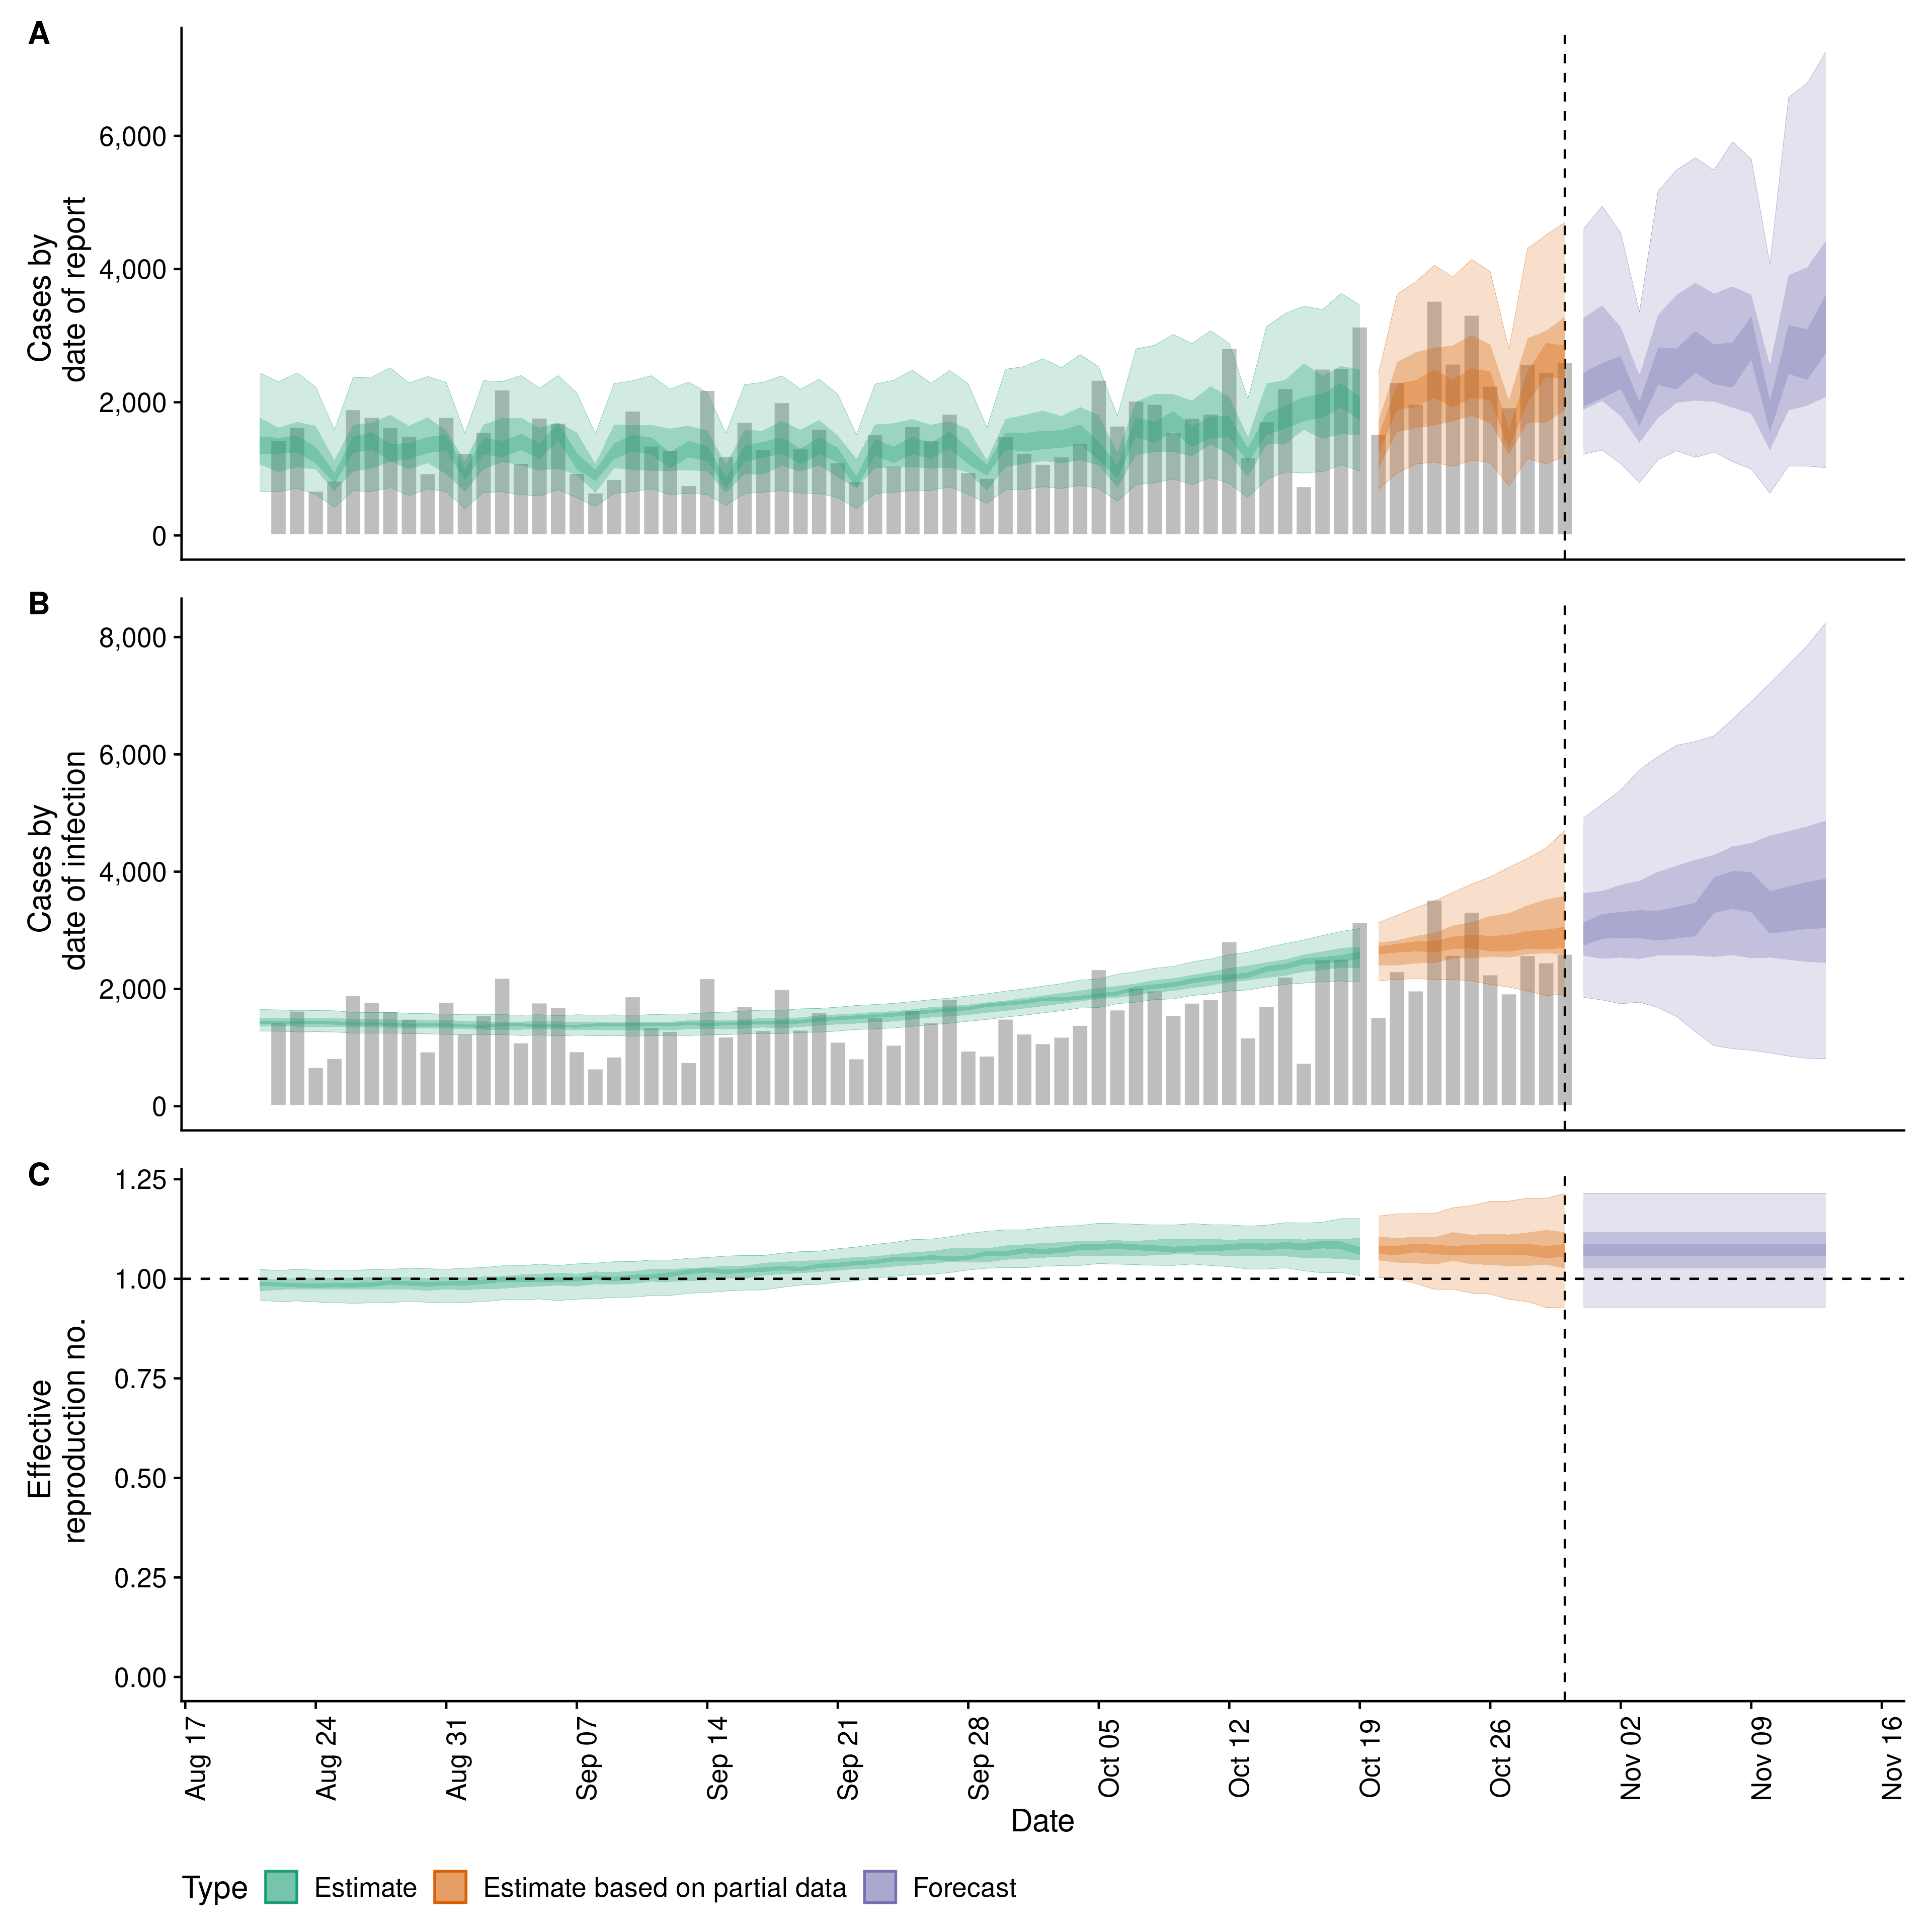 A
Cases by
date of report
6,000
4,000
2,000
0
B
Cases by
date of infection
8,000
6,000
4,000
2,000
0
C
Effective
reproduction no.
1.25
1.00
0.75
0.50
0.25
0.00
Aug 17
Aug 24
Aug 31
Sep 07
Sep 14
Sep 21
Sep 28
Oct 05
Oct 12
Oct 19
Oct 26
Nov 02
Nov 09
Nov 16
Date
Type Estimate Estimate based on partial data Forecast